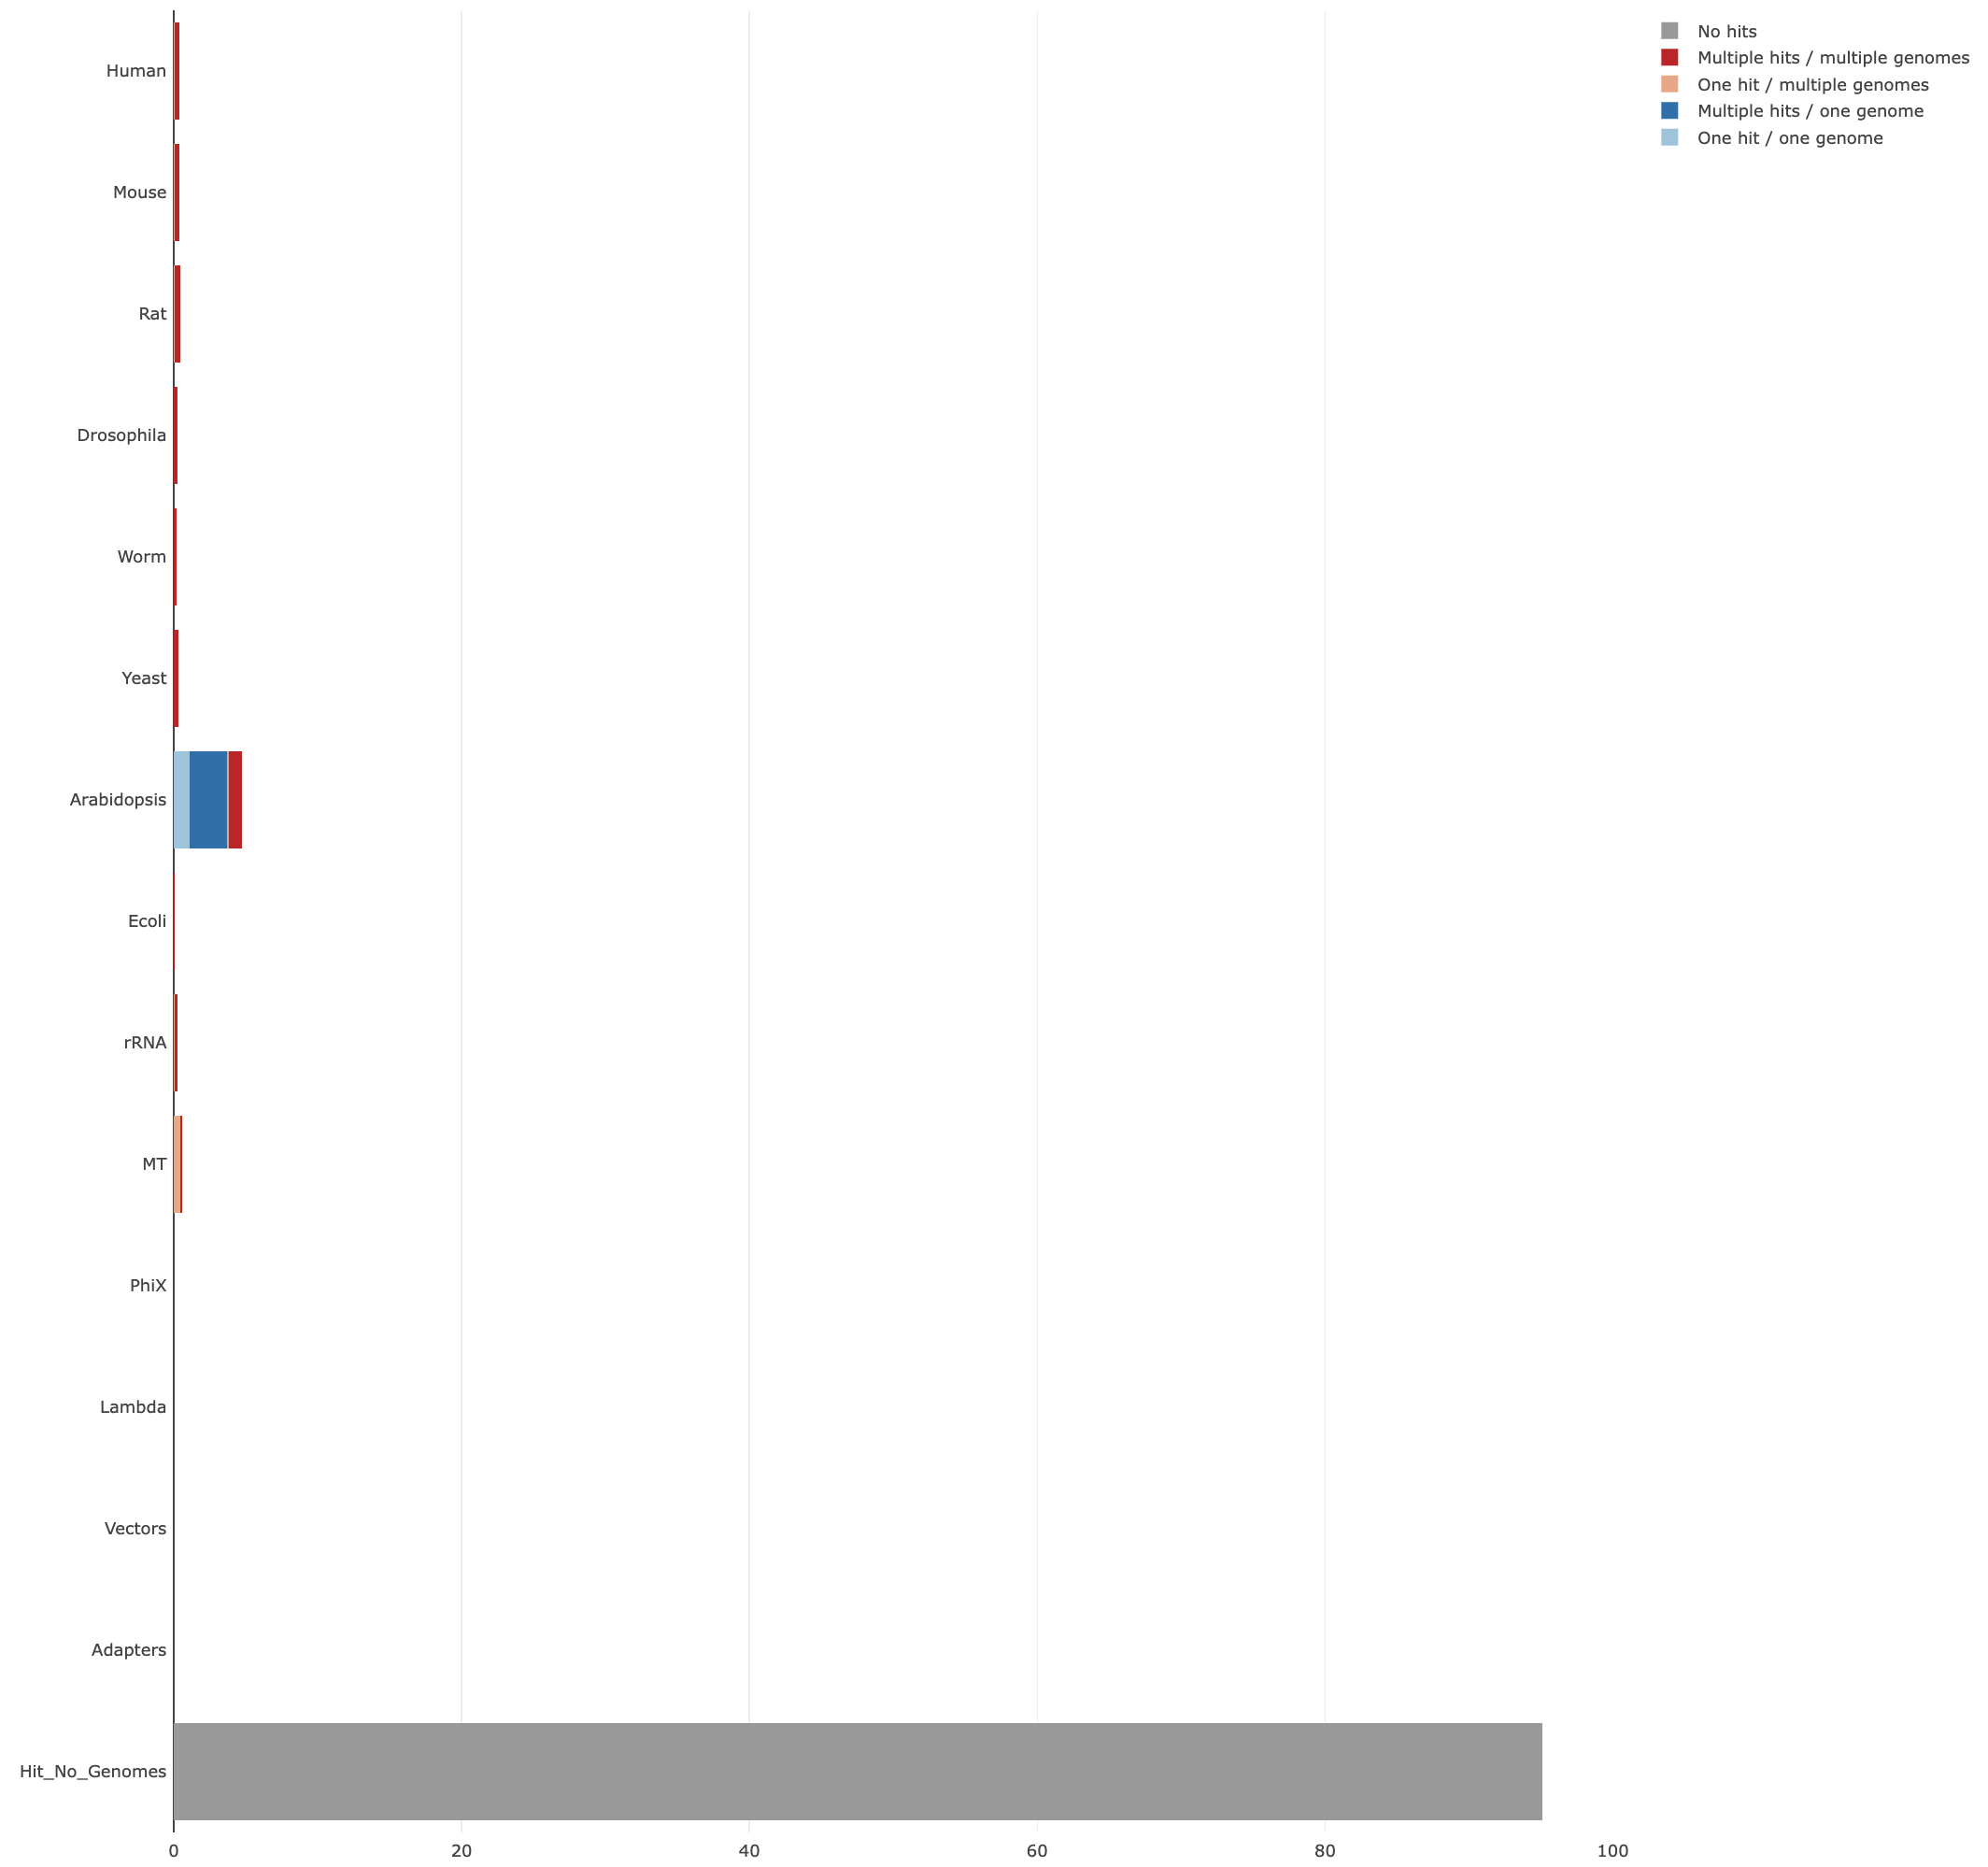 No hits
Multiple hits / multiple genomes
One hit / multiple genomes
Multiple hits / one genome
One hit / one genome
Human
Mouse
Rat
Drosophila
Worm
Yeast
Arabidopsis
Ecoli
rRNA
MT
PhiX
Lambda
Vectors
Adapters
Hit_No_Genomes
0 20 40 60 80 100